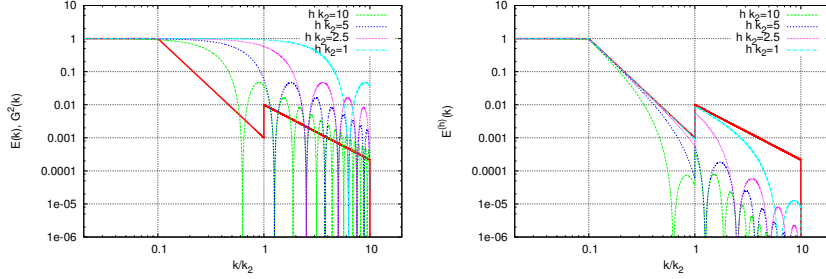 h k₂=10
h k₂=5
h k₂=2.5
h k₂=1
10
1
0.1
0.01
0.001
0.0001
1e-05
1e-06
E(k), G²(k)
0.1
1
10
k/k₂
h k₂=10
h k₂=5
h k₂=2.5
h k₂=1
10
1
0.1
0.01
0.001
0.0001
1e-05
1e-06
E⁽ʰ⁾(k)
0.1
1
10
k/k₂